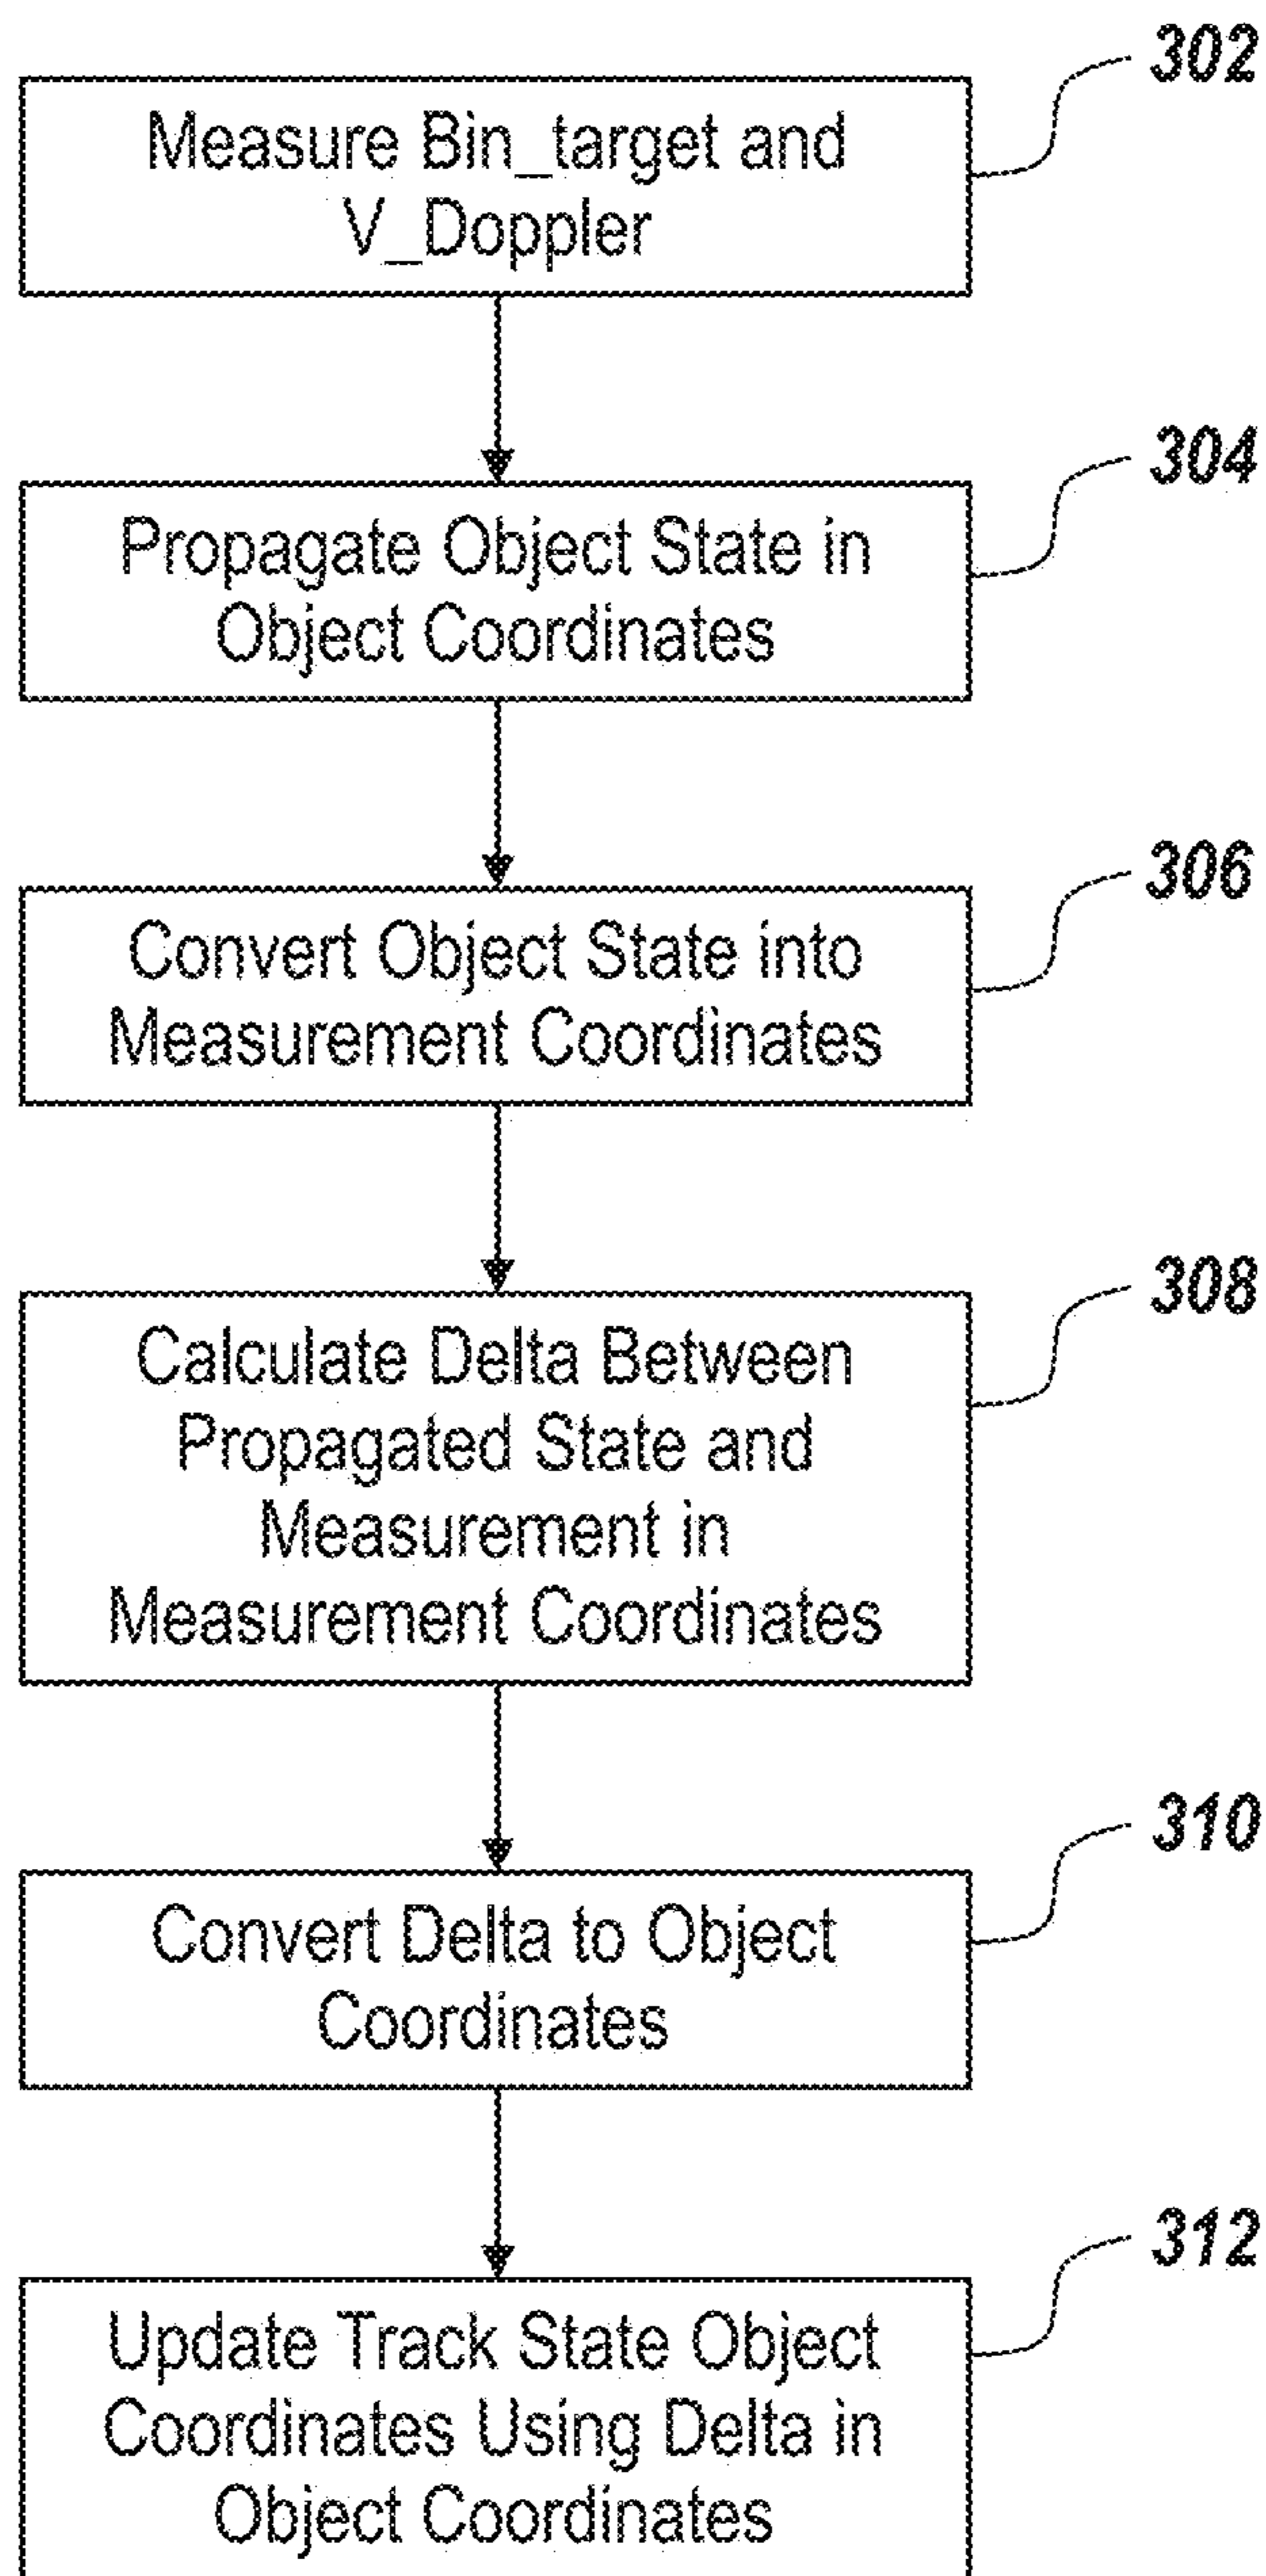 302
Measure Bin_target and
V_Doppler
304
Propagate Object State in
Object Coordinates
306
Convert Object State into
Measurement Coordinates
308
Calculate Delta Between
Propagated State and
Measurement in
Measurement Coordinates
310
Convert Delta to Object
Coordinates
312
Update Track State Object
Coordinates Using Delta in
Object Coordinates